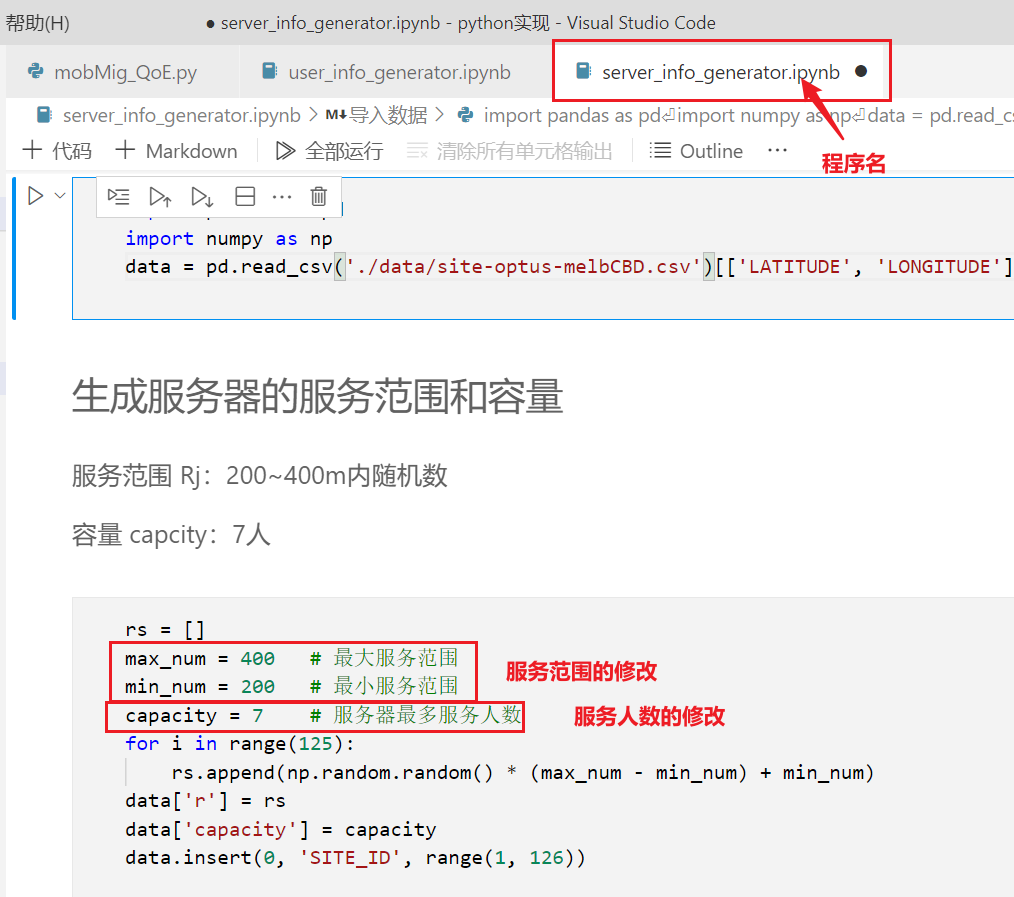 帮助(H) ● server_info_generator.ipynb - python实现 - Visual Studio Code
mobMig_QoE.py user_info_generator.ipynb server_info_generator.ipynb ●
server_info_generator.ipynb > M↓导入数据 > import pandas as pd⏎import numpy as np⏎data = pd.read_cs
+ 代码 + Markdown 全部运行 清除所有单元格输出 Outline ···
程序名
import numpy as np
data = pd.read_csv('./data/site-optus-melbCBD.csv')[['LATITUDE', 'LONGITUDE']
生成服务器的服务范围和容量
服务范围 Rj：200~400m内随机数
容量 capcity：7人
rs = []
max_num = 400 # 最大服务范围
min_num = 200 # 最小服务范围
服务范围的修改
capacity = 7 # 服务器最多服务人数
服务人数的修改
for i in range(125):
rs.append(np.random.random() * (max_num - min_num) + min_num)
data['r'] = rs
data['capacity'] = capacity
data.insert(0, 'SITE_ID', range(1, 126))